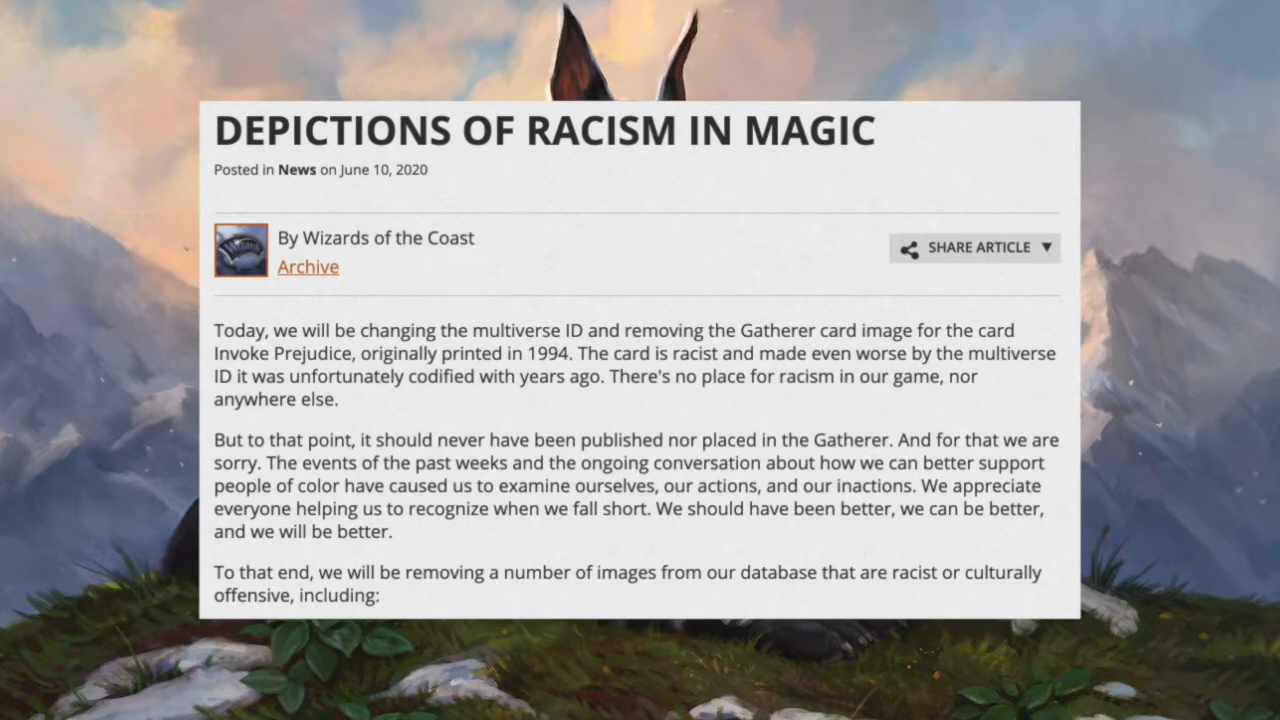 DEPICTIONS OF RACISM IN MAGIC
Posted in News on June 10, 2020
By Wizards of the Coast
Archive
SHARE ARTICLE ▼
Today, we will be changing the multiverse ID and removing the Gatherer card image for the card
Invoke Prejudice, originally printed in 1994. The card is racist and made even worse by the multiverse
ID it was unfortunately codified with years ago. There's no place for racism in our game, nor
anywhere else.
But to that point, it should never have been published nor placed in the Gatherer. And for that we are
sorry. The events of the past weeks and the ongoing conversation about how we can better support
people of color have caused us to examine ourselves, our actions, and our inactions. We appreciate
everyone helping us to recognize when we fall short. We should have been better, we can be better,
and we will be better.
To that end, we will be removing a number of images from our database that are racist or culturally
offensive, including: